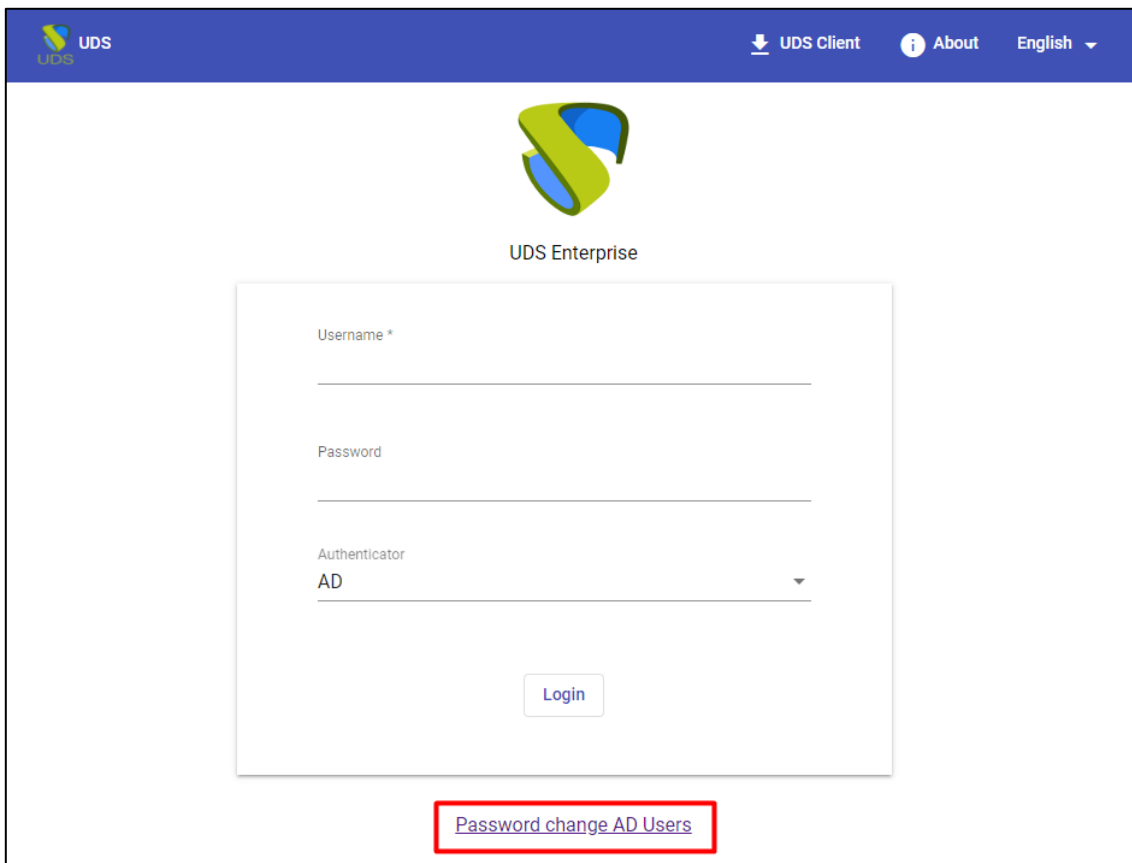 UDS
UDS
UDS Client
About
English
UDS Enterprise
Username *
Password
Authenticator
AD
Login
Password change AD Users